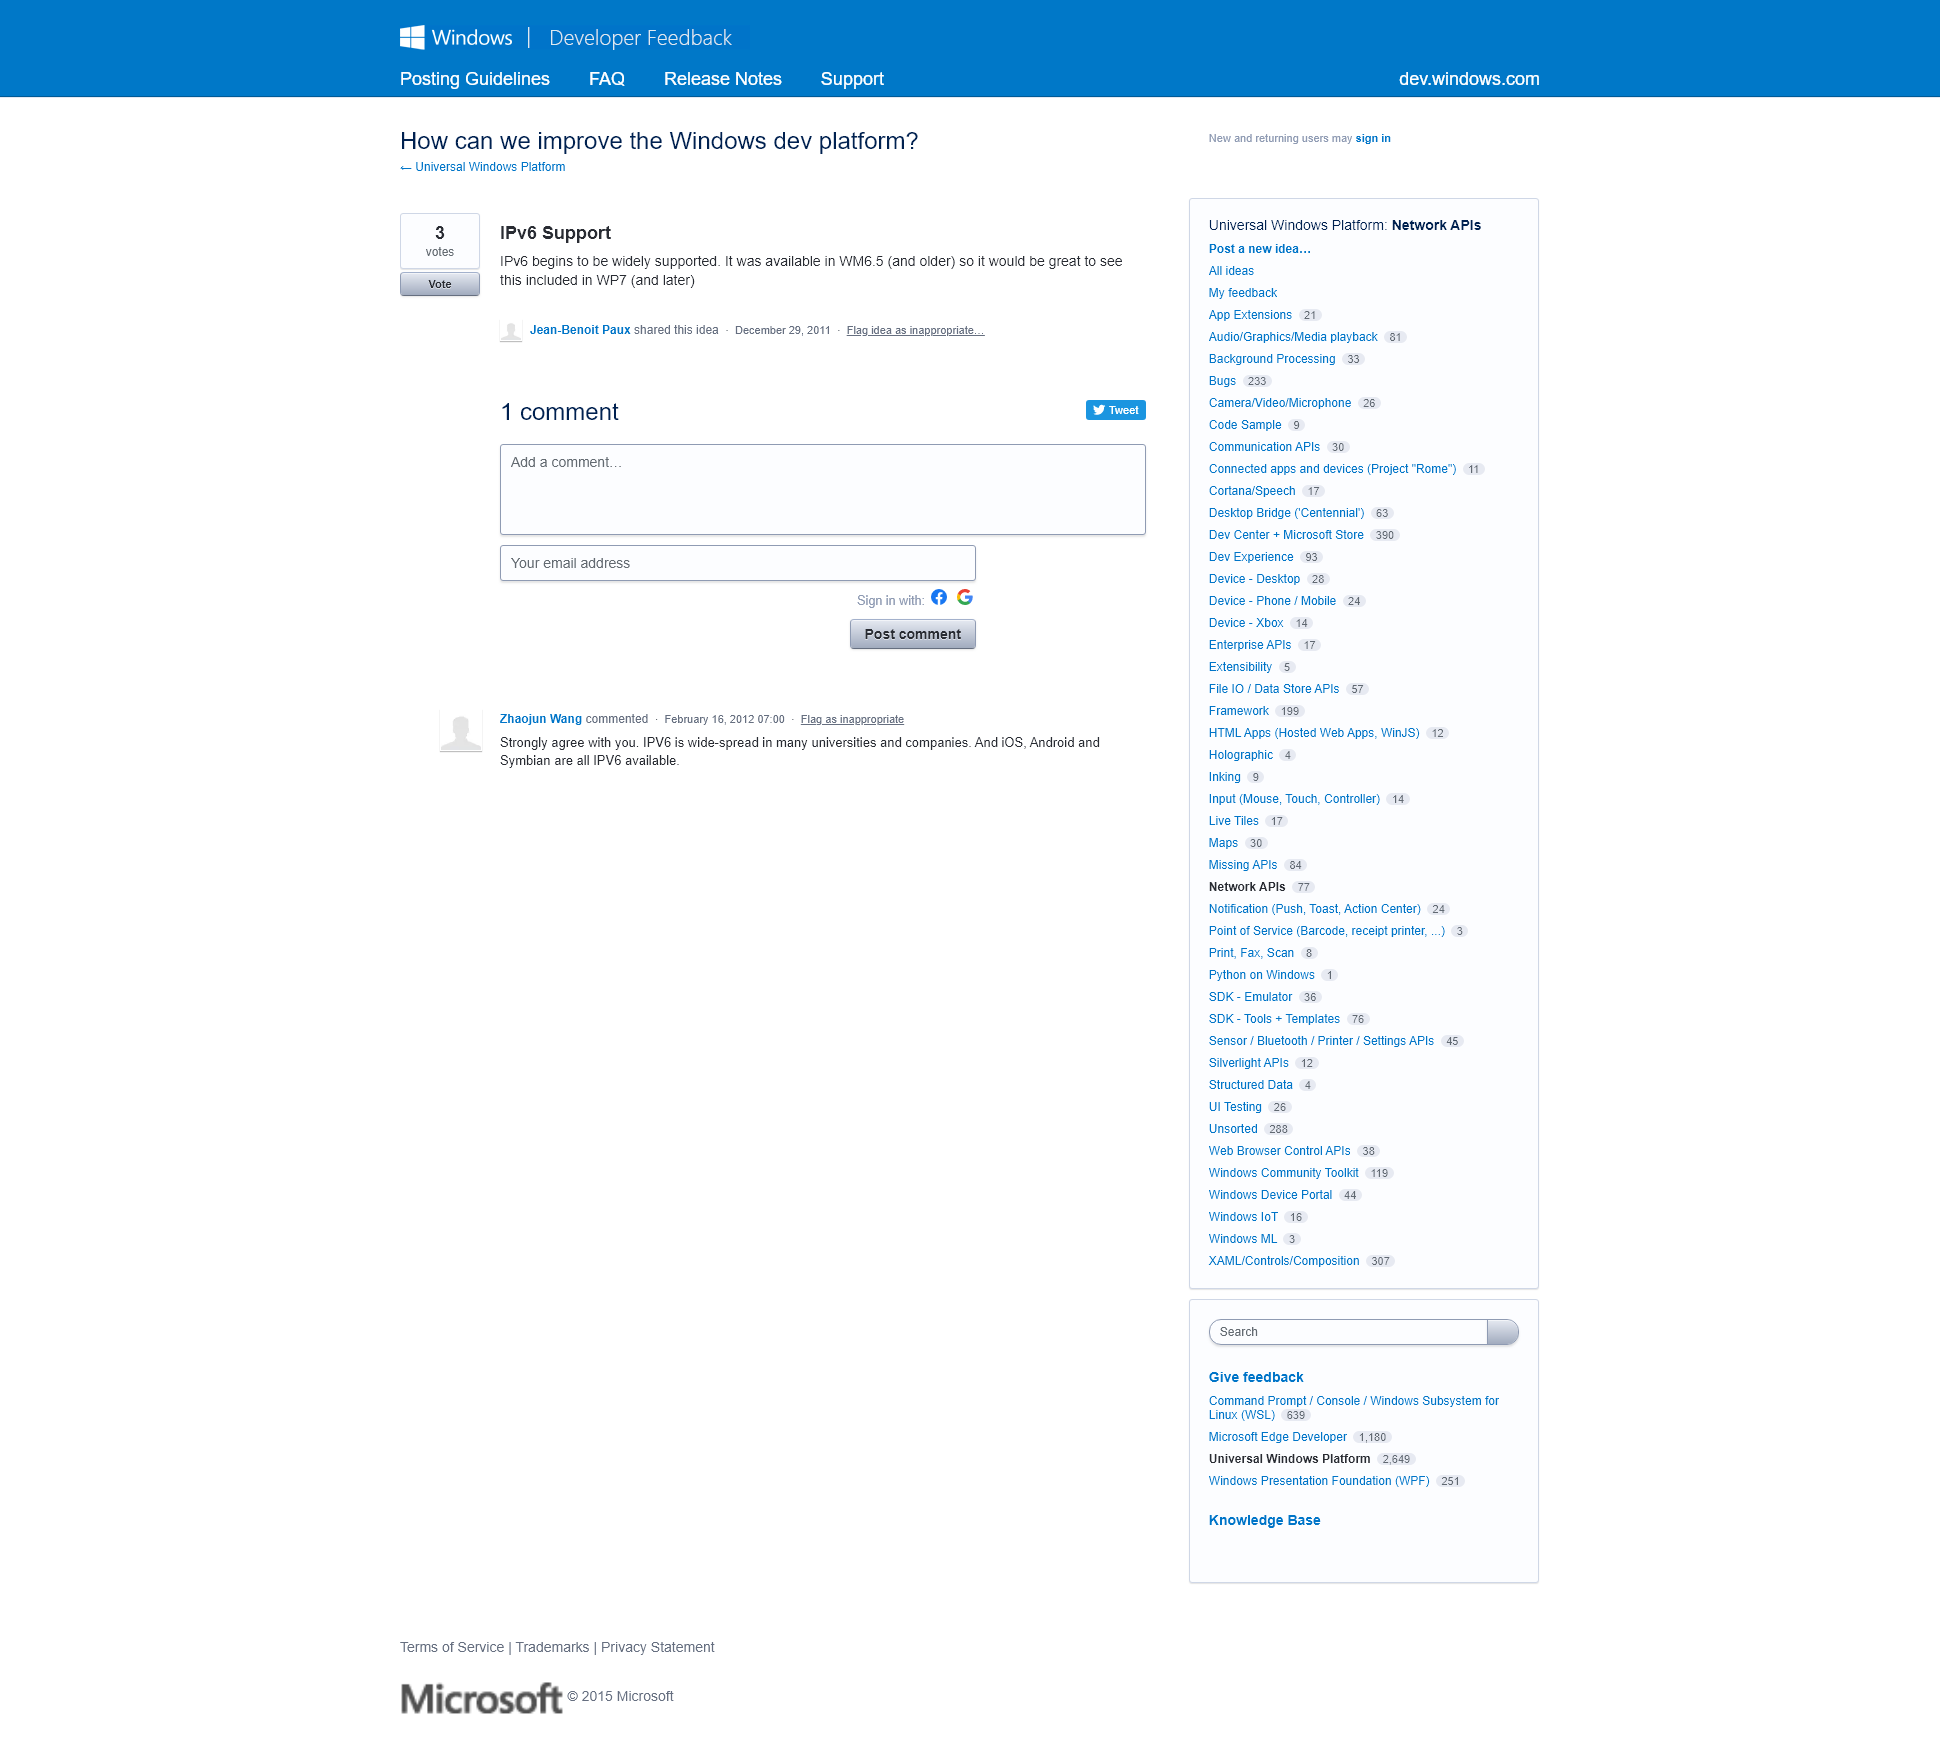 Windows | Developer Feedback
Posting Guidelines FAQ Release Notes Support dev.windows.com
How can we improve the Windows dev platform?
← Universal Windows Platform
New and returning users may sign in
3
votes
Vote
IPv6 Support
IPv6 begins to be widely supported. It was available in WM6.5 (and older) so it would be great to see
this included in WP7 (and later)
Jean-Benoit Paux shared this idea · December 29, 2011 · Flag idea as inappropriate…
1 comment
Tweet
Add a comment…
Your email address
Sign in with:
Post comment
Zhaojun Wang commented · February 16, 2012 07:00 · Flag as inappropriate
Strongly agree with you. IPV6 is wide-spread in many universities and companies. And iOS, Android and
Symbian are all IPV6 available.
Universal Windows Platform: Network APIs
Post a new idea…
All ideas
My feedback
App Extensions 21
Audio/Graphics/Media playback 81
Background Processing 33
Bugs 233
Camera/Video/Microphone 26
Code Sample 9
Communication APIs 30
Connected apps and devices (Project "Rome") 11
Cortana/Speech 17
Desktop Bridge ('Centennial') 63
Dev Center + Microsoft Store 390
Dev Experience 93
Device - Desktop 28
Device - Phone / Mobile 24
Device - Xbox 14
Enterprise APIs 17
Extensibility 5
File IO / Data Store APIs 57
Framework 199
HTML Apps (Hosted Web Apps, WinJS) 12
Holographic 4
Inking 9
Input (Mouse, Touch, Controller) 14
Live Tiles 17
Maps 30
Missing APIs 84
Network APIs 77
Notification (Push, Toast, Action Center) 24
Point of Service (Barcode, receipt printer, ...) 3
Print, Fax, Scan 8
Python on Windows 1
SDK - Emulator 36
SDK - Tools + Templates 76
Sensor / Bluetooth / Printer / Settings APIs 45
Silverlight APIs 12
Structured Data 4
UI Testing 26
Unsorted 288
Web Browser Control APIs 38
Windows Community Toolkit 119
Windows Device Portal 44
Windows IoT 16
Windows ML 3
XAML/Controls/Composition 307
Search
Give feedback
Command Prompt / Console / Windows Subsystem for
Linux (WSL) 639
Microsoft Edge Developer 1,180
Universal Windows Platform 2,649
Windows Presentation Foundation (WPF) 251
Knowledge Base
Terms of Service | Trademarks | Privacy Statement
Microsoft © 2015 Microsoft